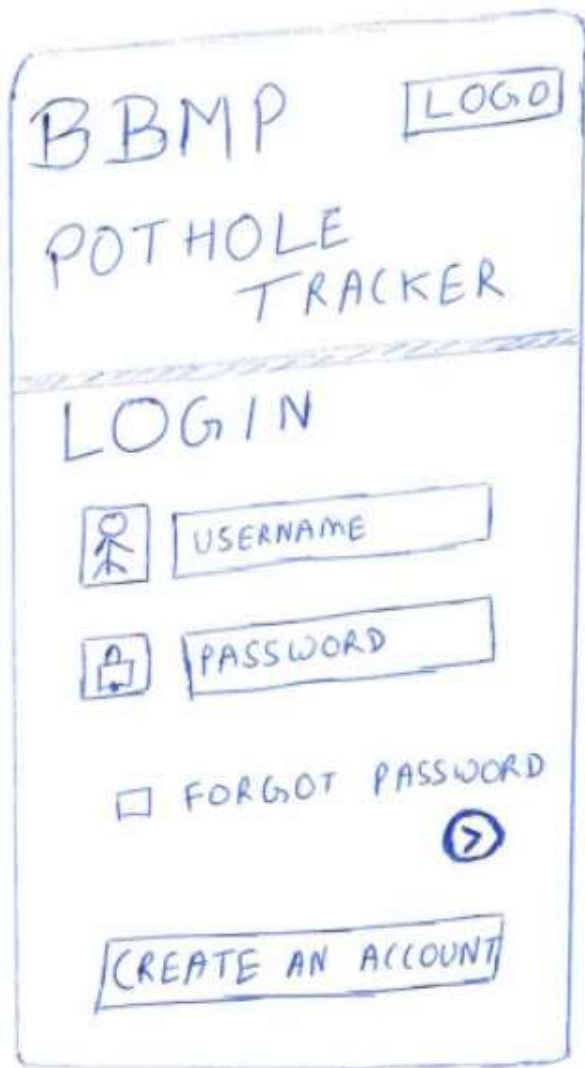 BBMP
LOGO
POTHOLE
TRACKER
LOGIN
USERNAME
PASSWORD
FORGOT PASSWORD
>
CREATE AN ACCOUNT